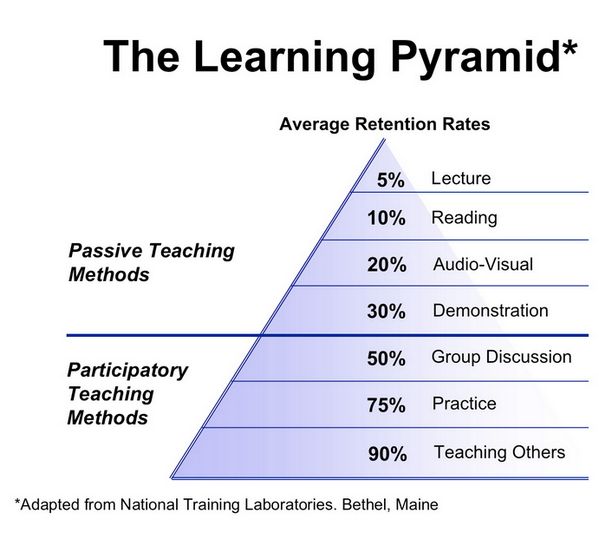 The Learning Pyramid*
Average Retention Rates
5% Lecture
10% Reading
Passive Teaching
Methods
20% Audio-Visual
30% Demonstration
50% Group Discussion
Participatory
Teaching
Methods
75% Practice
90% Teaching Others
*Adapted from National Training Laboratories. Bethel, Maine